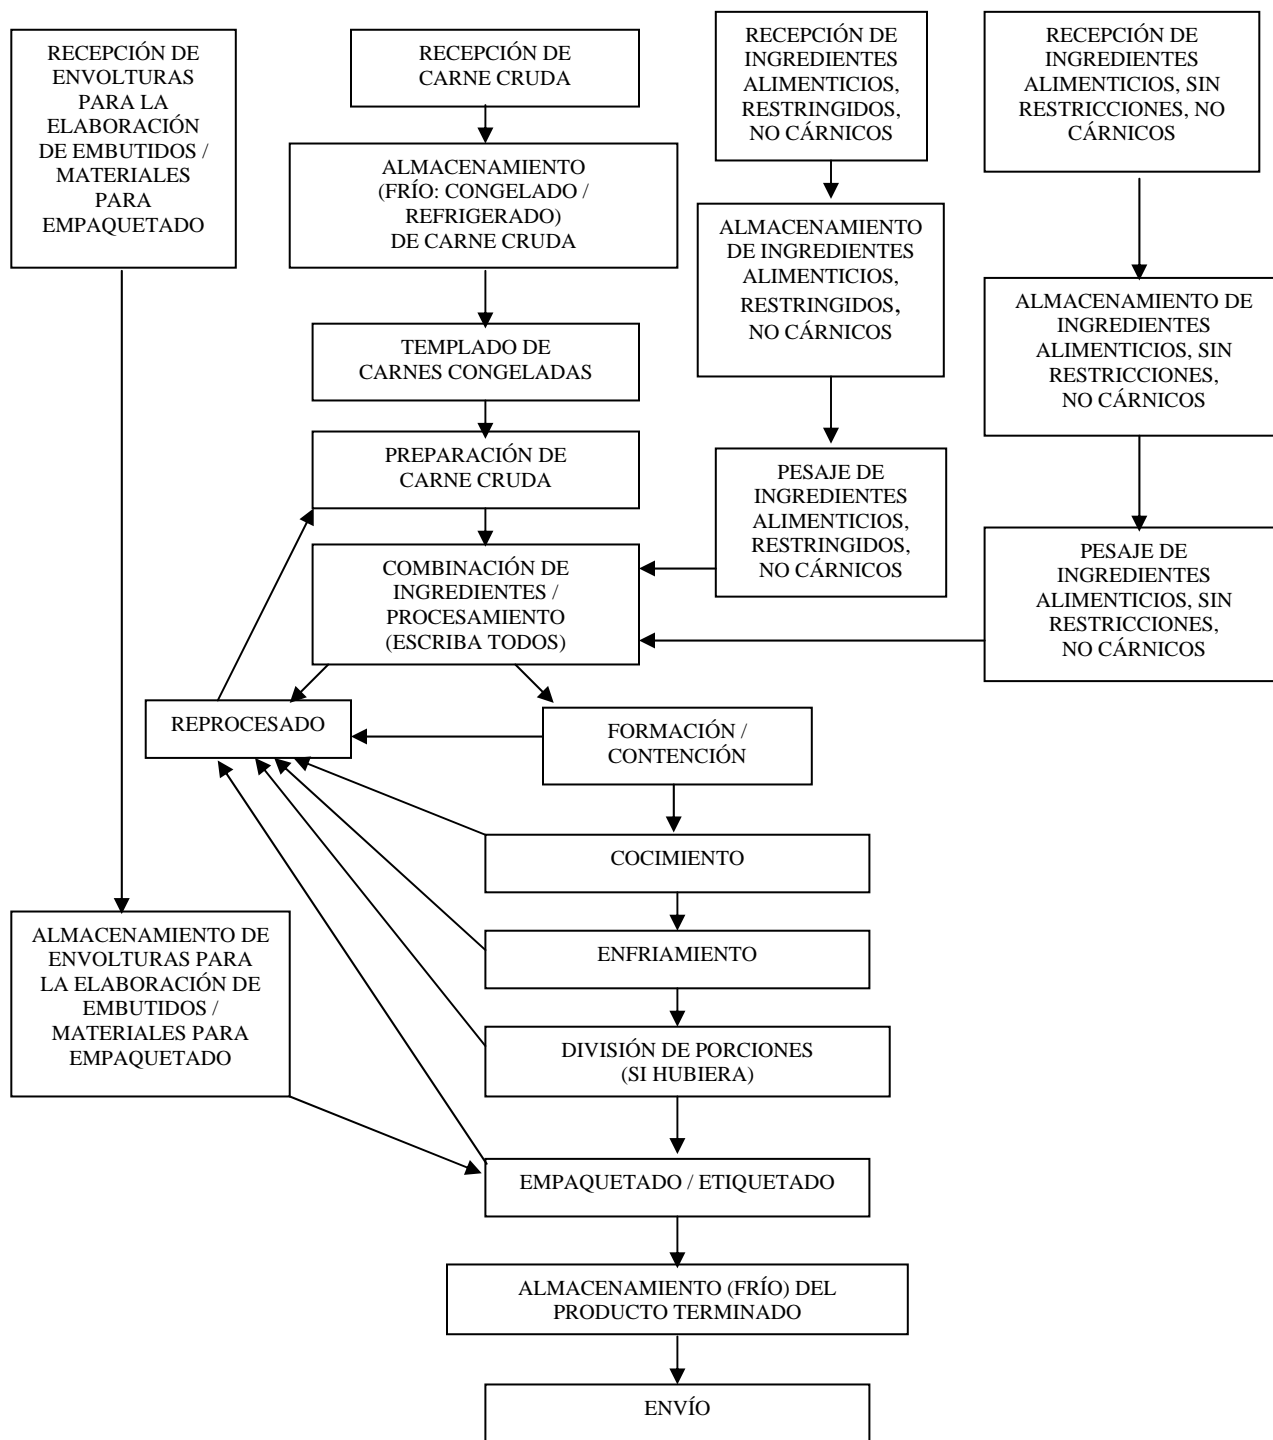 RECEPCIÓN DE
ENVOLTURAS
PARA LA
ELABORACIÓN
DE EMBUTIDOS /
MATERIALES
PARA
EMPAQUETADO
RECEPCIÓN DE
CARNE CRUDA
RECEPCIÓN DE
INGREDIENTES
ALIMENTICIOS,
RESTRINGIDOS,
NO CÁRNICOS
RECEPCIÓN DE
INGREDIENTES
ALIMENTICIOS, SIN
RESTRICCIONES, NO
CÁRNICOS
ALMACENAMIENTO
(FRÍO: CONGELADO /
REFRIGERADO)
DE CARNE CRUDA
ALMACENAMIENTO
DE INGREDIENTES
ALIMENTICIOS,
RESTRINGIDOS,
NO CÁRNICOS
ALMACENAMIENTO DE
INGREDIENTES
ALIMENTICIOS, SIN
RESTRICCIONES,
NO CÁRNICOS
TEMPLADO DE
CARNES CONGELADAS
PREPARACIÓN DE
CARNE CRUDA
PESAJE DE
INGREDIENTES
ALIMENTICIOS,
RESTRINGIDOS,
NO CÁRNICOS
PESAJE DE
INGREDIENTES
ALIMENTICIOS, SIN
RESTRICCIONES,
NO CÁRNICOS
COMBINACIÓN DE
INGREDIENTES /
PROCESAMIENTO
(ESCRIBA TODOS)
REPROCESADO
FORMACIÓN /
CONTENCIÓN
COCIMIENTO
ALMACENAMIENTO DE
ENVOLTURAS PARA
LA ELABORACIÓN DE
EMBUTIDOS /
MATERIALES PARA
EMPAQUETADO
ENFRIAMIENTO
DIVISIÓN DE PORCIONES
(SI HUBIERA)
EMPAQUETADO / ETIQUETADO
ALMACENAMIENTO (FRÍO) DEL
PRODUCTO TERMINADO
ENVÍO